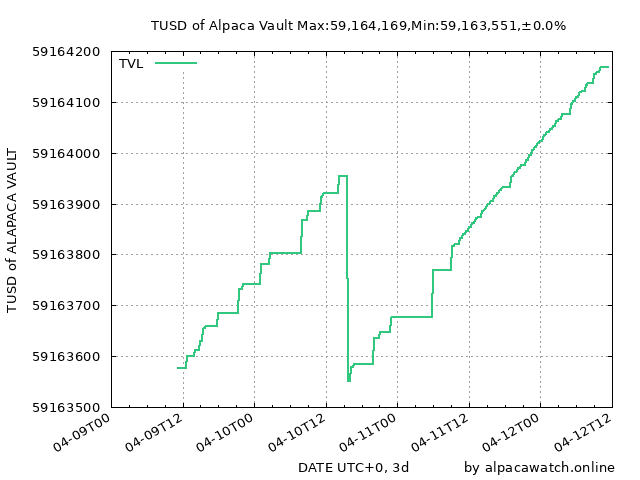 TUSD of Alpaca Vault Max:59,164,169,Min:59,163,551,±0.0%
TVL
59164200
59164100
59164000
59163900
59163800
59163700
59163600
59163500
TUSD of ALAPACA VAULT
04-09T00
04-09T12
04-10T00
04-10T12
04-11T00
04-11T12
04-12T00
04-12T12
DATE UTC+0, 3d
by alpacawatch.online